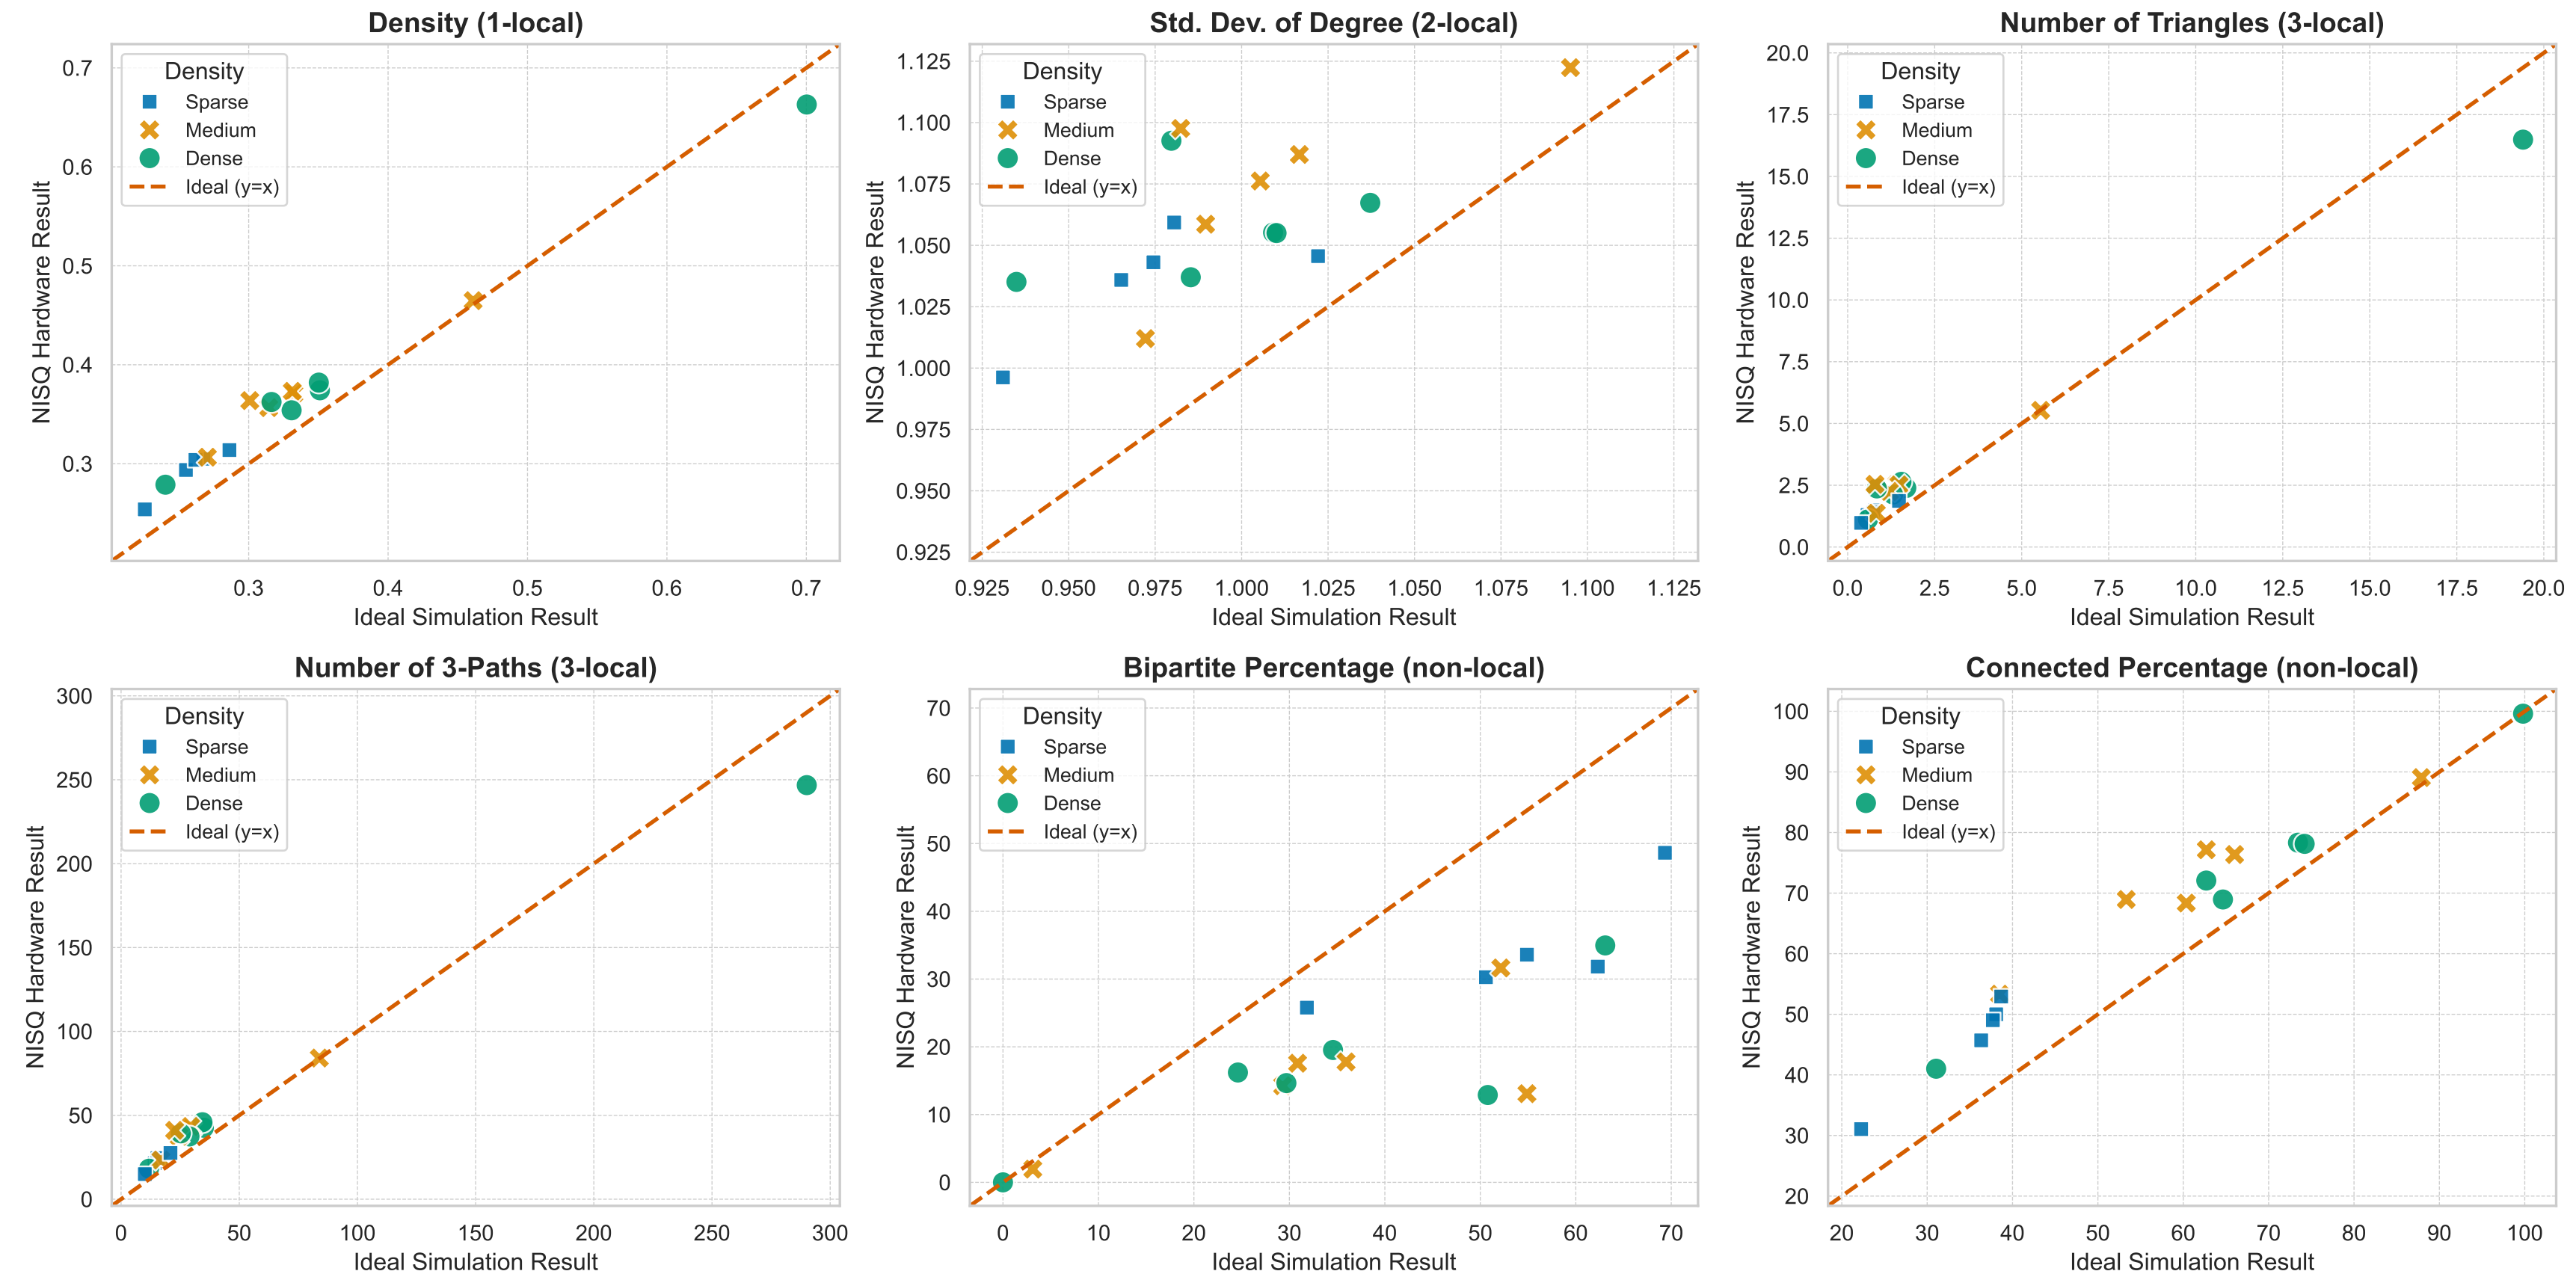 Density (1-local)
0.7
0.6
0.5
0.4
0.3
NISQ Hardware Result
Density
Sparse
Medium
Dense
Ideal (y=x)
0.3 0.4 0.5 0.6 0.7
Ideal Simulation Result
Std. Dev. of Degree (2-local)
1.125
1.100
1.075
1.050
1.025
1.000
0.975
0.950
0.925
NISQ Hardware Result
Density
Sparse
Medium
Dense
Ideal (y=x)
0.925 0.950 0.975 1.000 1.025 1.050 1.075 1.100 1.125
Ideal Simulation Result
Number of Triangles (3-local)
20.0
17.5
15.0
12.5
10.0
7.5
5.0
2.5
0.0
NISQ Hardware Result
Density
Sparse
Medium
Dense
Ideal (y=x)
0.0 2.5 5.0 7.5 10.0 12.5 15.0 17.5 20.0
Ideal Simulation Result
Number of 3-Paths (3-local)
300
250
200
150
100
50
0
NISQ Hardware Result
Density
Sparse
Medium
Dense
Ideal (y=x)
0 50 100 150 200 250 300
Ideal Simulation Result
Bipartite Percentage (non-local)
70
60
50
40
30
20
10
0
NISQ Hardware Result
Density
Sparse
Medium
Dense
Ideal (y=x)
0 10 20 30 40 50 60 70
Ideal Simulation Result
Connected Percentage (non-local)
100
90
80
70
60
50
40
30
20
NISQ Hardware Result
Density
Sparse
Medium
Dense
Ideal (y=x)
20 30 40 50 60 70 80 90 100
Ideal Simulation Result